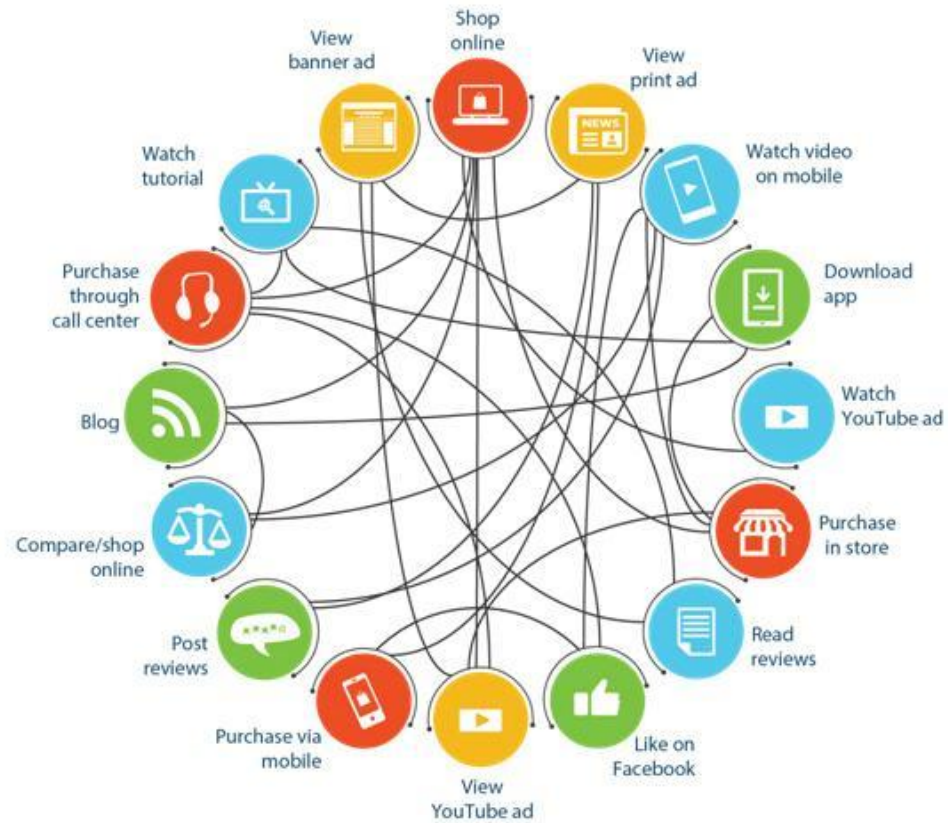 Shop
online
View
print ad
NEWS
Watch video
on mobile
Download
app
Watch
YouTube ad
Purchase
in store
Read
reviews
Like on
Facebook
View
YouTube ad
Purchase via
mobile
Post
reviews
Compare/shop
online
Blog
Purchase
through
call center
Watch
tutorial
View
banner ad